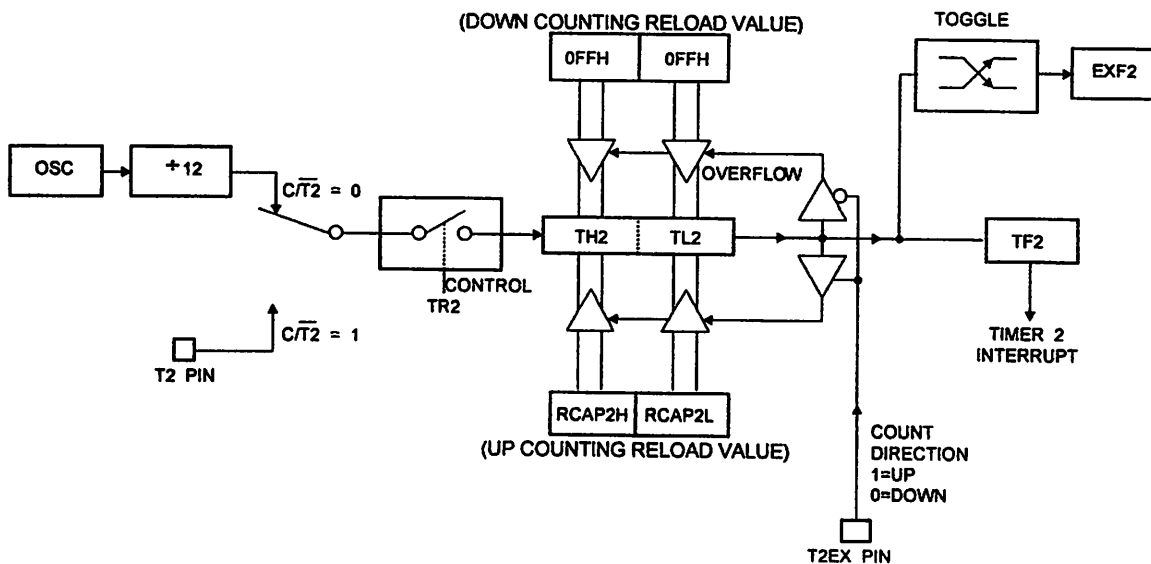 (DOWN COUNTING RELOAD VALUE)
TOGGLE
0FFH 0FFH
EXF2
OSC
÷12
C/T2̅ = 0
OVERFLOW
TH2 TL2
TF2
CONTROL
TR2
C/T2̅ = 1
T2 PIN
TIMER 2
INTERRUPT
RCAP2H RCAP2L
(UP COUNTING RELOAD VALUE)
COUNT
DIRECTION
1=UP
0=DOWN
T2EX PIN